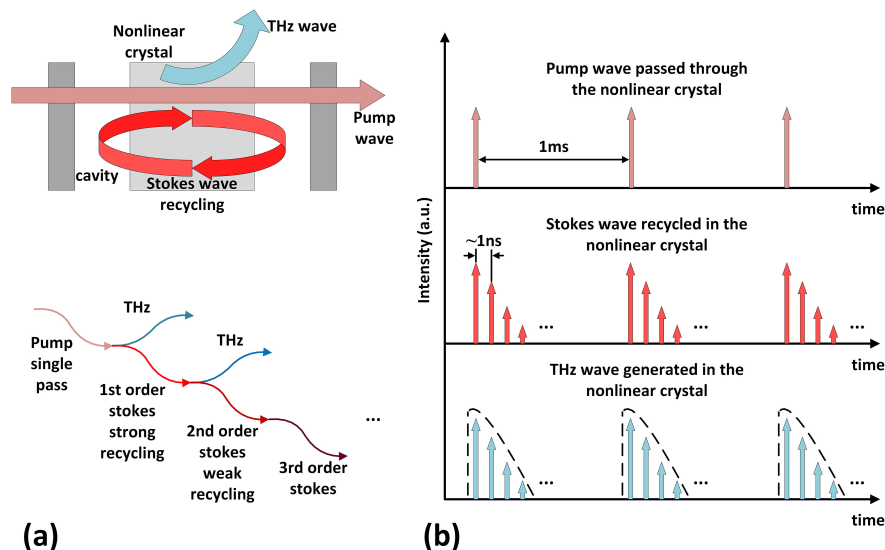 Nonlinear
crystal
THz wave
Pump
wave
cavity
Stokes wave
recycling
THz
THz
Pump
single
pass
1st order
stokes
strong
recycling
2nd order
stokes
weak
recycling
3rd order
stokes
...
(a)
Intensity (a.u.)
Pump wave passed through
the nonlinear crystal
1ms
time
Stokes wave recycled in the
nonlinear crystal
~1ns
... ... ...
time
THz wave generated in the
nonlinear crystal
... ... ...
time
(b)